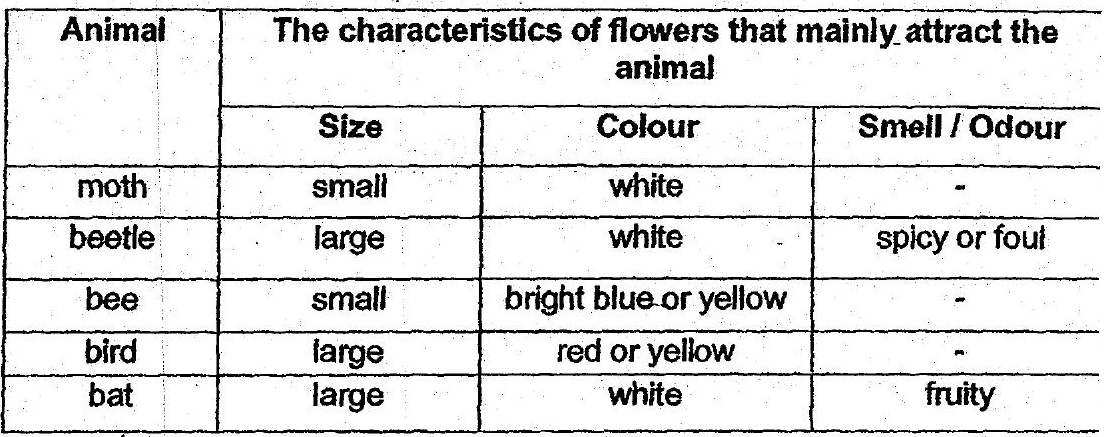 Animal The characteristics of flowers that mainly attract the
animal
Size Colour Smell / Odour
moth small white -
beetle large white spicy or foul
bee small bright blue or yellow -
bird large red or yellow -
bat large white fruity